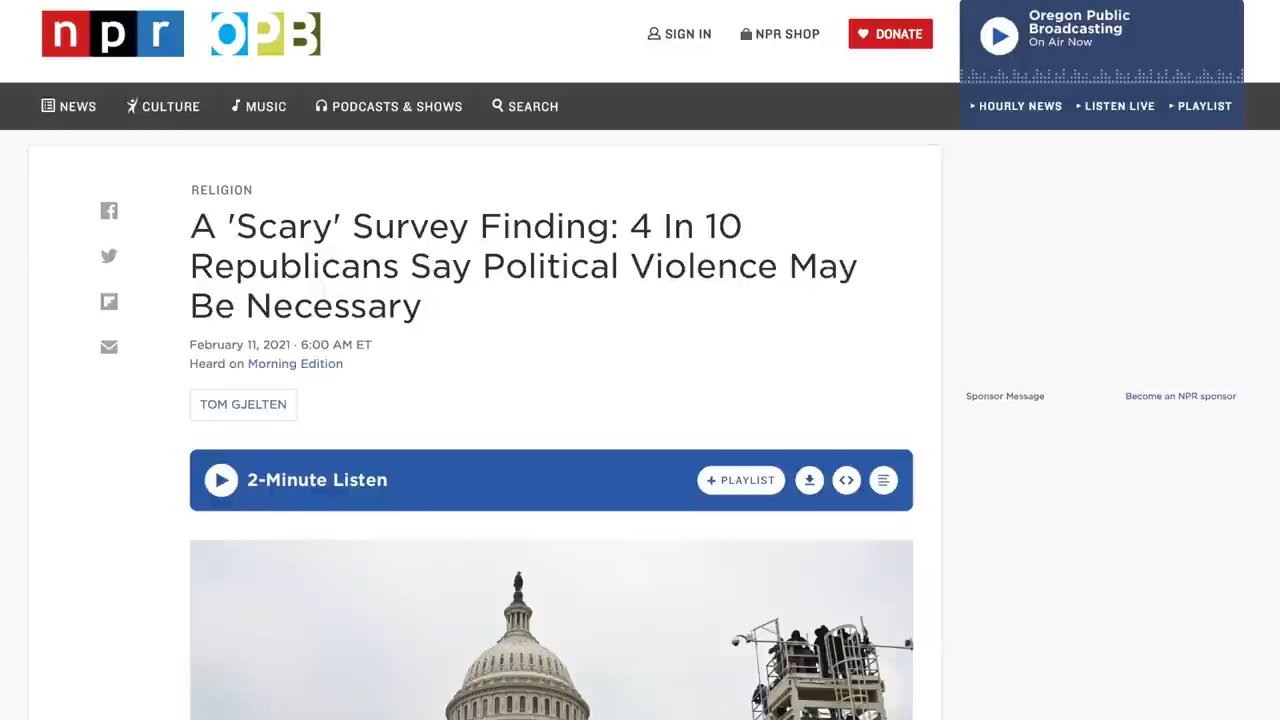 npr OPB
SIGN IN
NPR SHOP
DONATE
Oregon Public
Broadcasting
On Air Now
NEWS
CULTURE
MUSIC
PODCASTS & SHOWS
SEARCH
HOURLY NEWS
LISTEN LIVE
PLAYLIST
RELIGION
A 'Scary' Survey Finding: 4 In 10
Republicans Say Political Violence May
Be Necessary
February 11, 2021 · 6:00 AM ET
Heard on Morning Edition
TOM GJELTEN
Sponsor Message
Become an NPR sponsor
2-Minute Listen
+ PLAYLIST